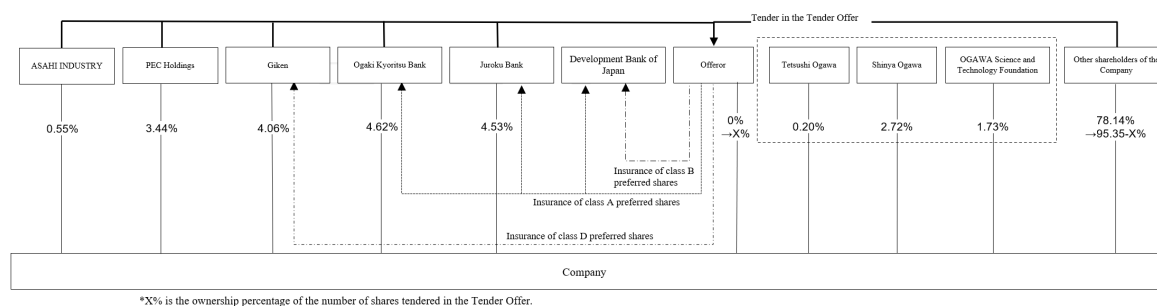 Tender in the Tender Offer
ASAHI INDUSTRY
PEC Holdings
Giken
Ogaki Kyoritsu Bank
Juroku Bank
Development Bank of
Japan
Offeror
Tetsushi Ogawa
Shinya Ogawa
OGAWA Science and
Technology Foundation
Other shareholders of the
Company
0.55%
3.44%
4.06%
4.62%
4.53%
0%
→X%
0.20%
2.72%
1.73%
78.14%
→95.35-X%
Insurance of class B
preferred shares
Insurance of class A preferred shares
Insurance of class D preferred shares
Company
*X% is the ownership percentage of the number of shares tendered in the Tender Offer.